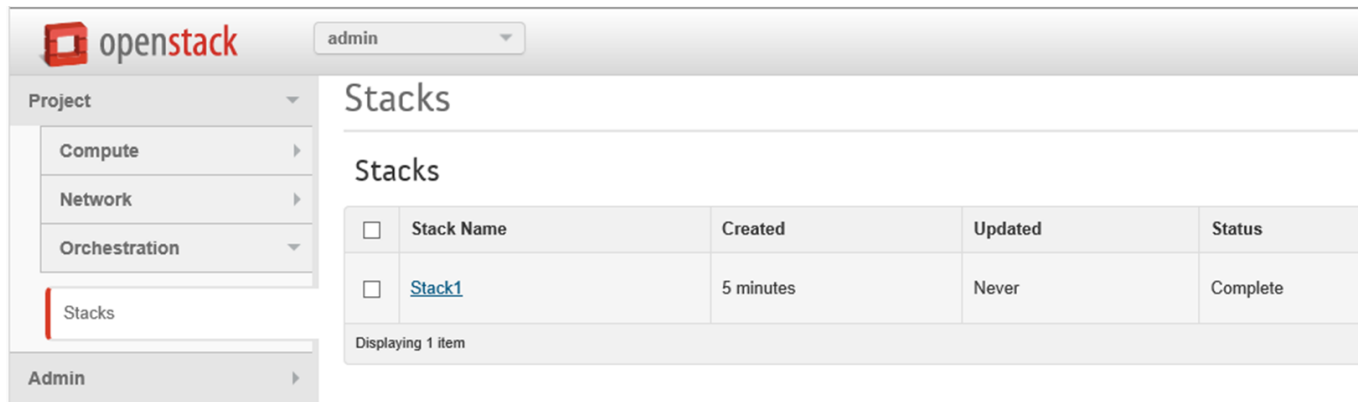 openstack
admin
Project
Compute
Network
Orchestration
Stacks
Admin
Stacks
Stacks
Stack Name Created Updated Status
Stack1 5 minutes Never Complete
Displaying 1 item